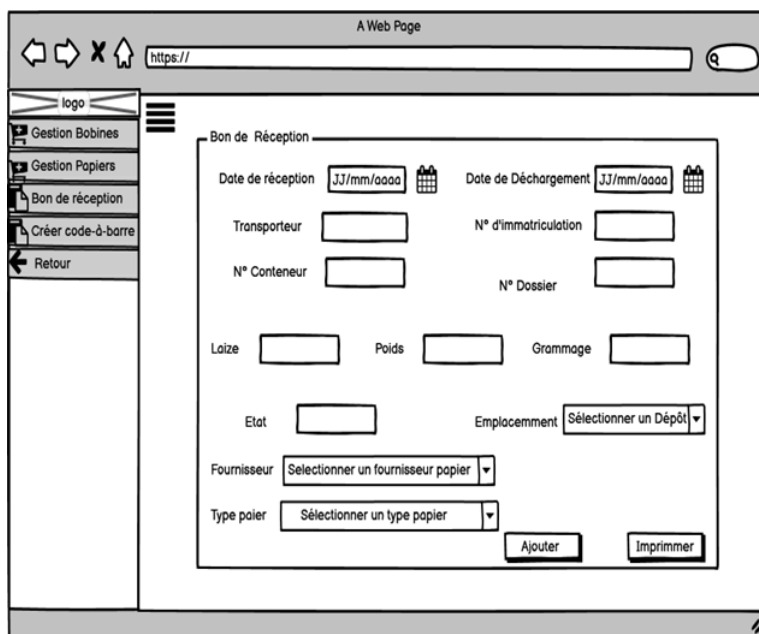 A Web Page
https://
logo
Gestion Bobines
Gestion Papiers
Bon de réception
Créer code-à-barre
Retour
Bon de Réception
Date de réception JJ/mm/aaaa Date de Déchargement JJ/mm/aaaa
Transporteur N° d'immatriculation
N° Conteneur N° Dossier
Laize Poids Grammage
Etat Emplacemment Sélectionner un Dépôt
Fournisseur Selectionner un fournisseur papier
Type paier Sélectionner un type papier
Ajouter Imprimmer